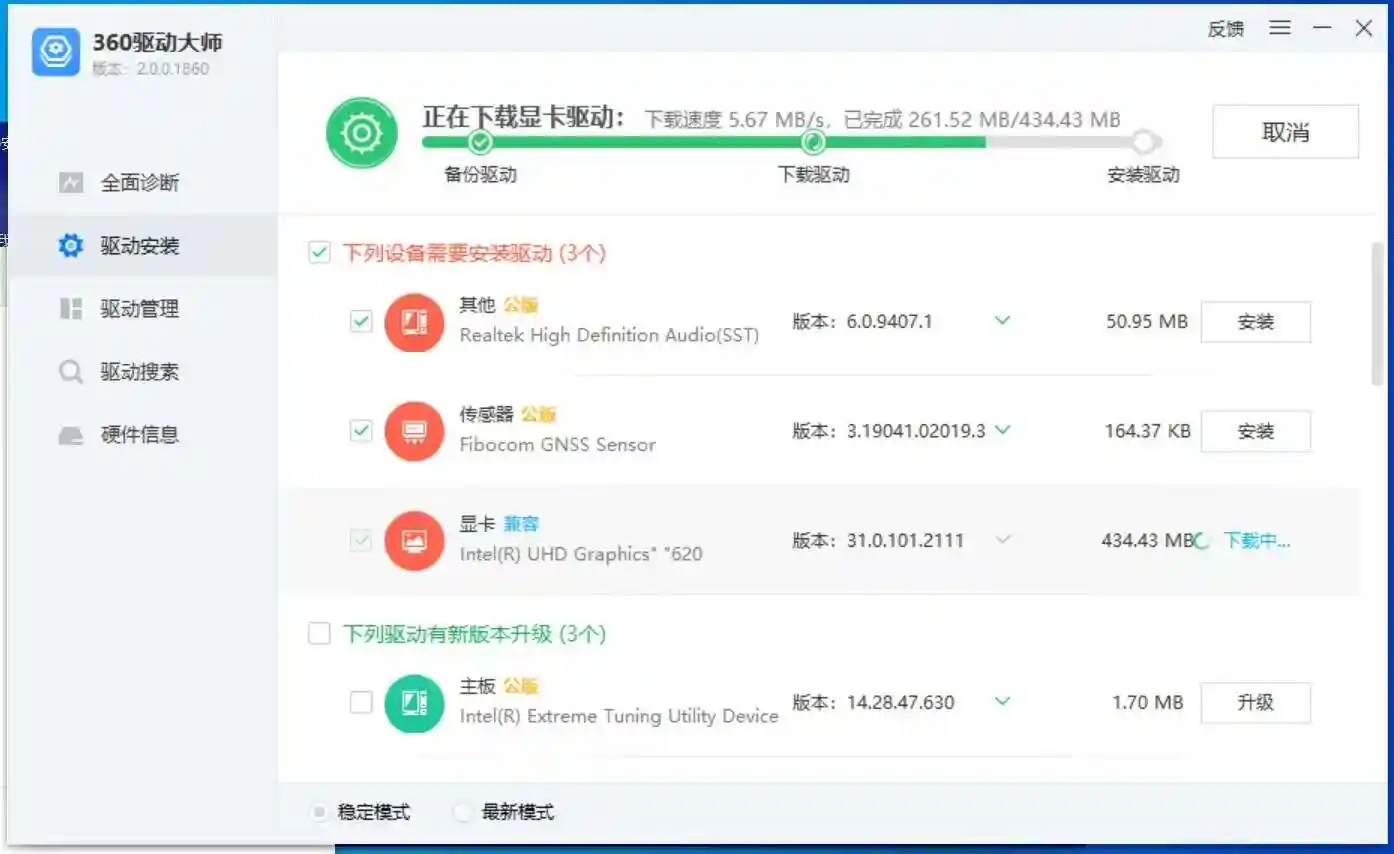 360驱动大师
版本: 2.0.0.1860
反馈
全面诊断
驱动安装
驱动管理
驱动搜索
硬件信息
正在下载显卡驱动: 下载速度 5.67 MB/s, 已完成 261.52 MB/434.43 MB
取消
备份驱动
下载驱动
安装驱动
下列设备需要安装驱动 (3个)
其他 公版
Realtek High Definition Audio(SST)
版本: 6.0.9407.1
50.95 MB
安装
传感器 公版
Fibocom GNSS Sensor
版本: 3.19041.02019.3
164.37 KB
安装
显卡 兼容
Intel(R) UHD Graphics" "620
版本: 31.0.101.2111
434.43 MB
下载中...
下列驱动有新版本升级 (3个)
主板 公版
Intel(R) Extreme Tuning Utility Device
版本: 14.28.47.630
1.70 MB
升级
稳定模式
最新模式